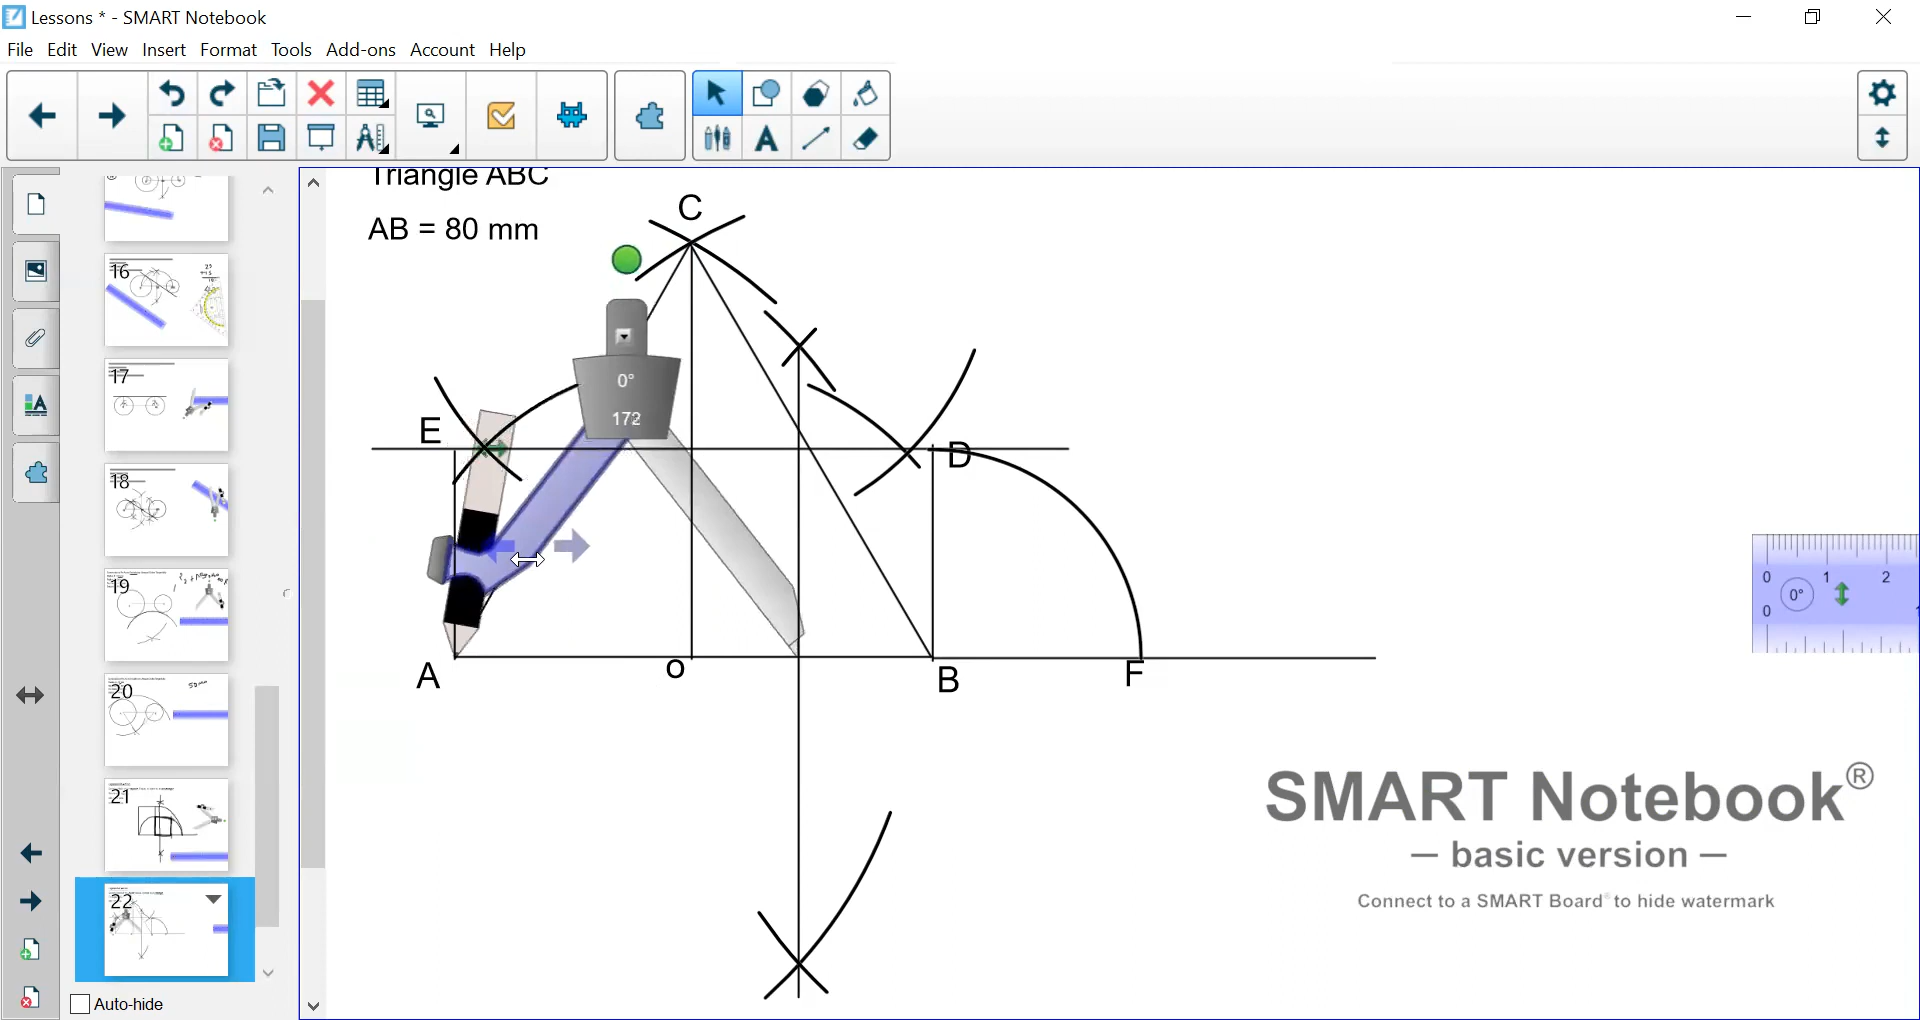 Lessons * - SMART Notebook
File Edit View Insert Format Tools Add-ons Account Help
Triangle ABC
AB = 80 mm
C
0°
172
E
D
A
o
B
F
0 1 2
0°
0
16
17
18
19
20
50mm
21
22
Auto-hide
SMART Notebook®
— basic version —
Connect to a SMART Board® to hide watermark